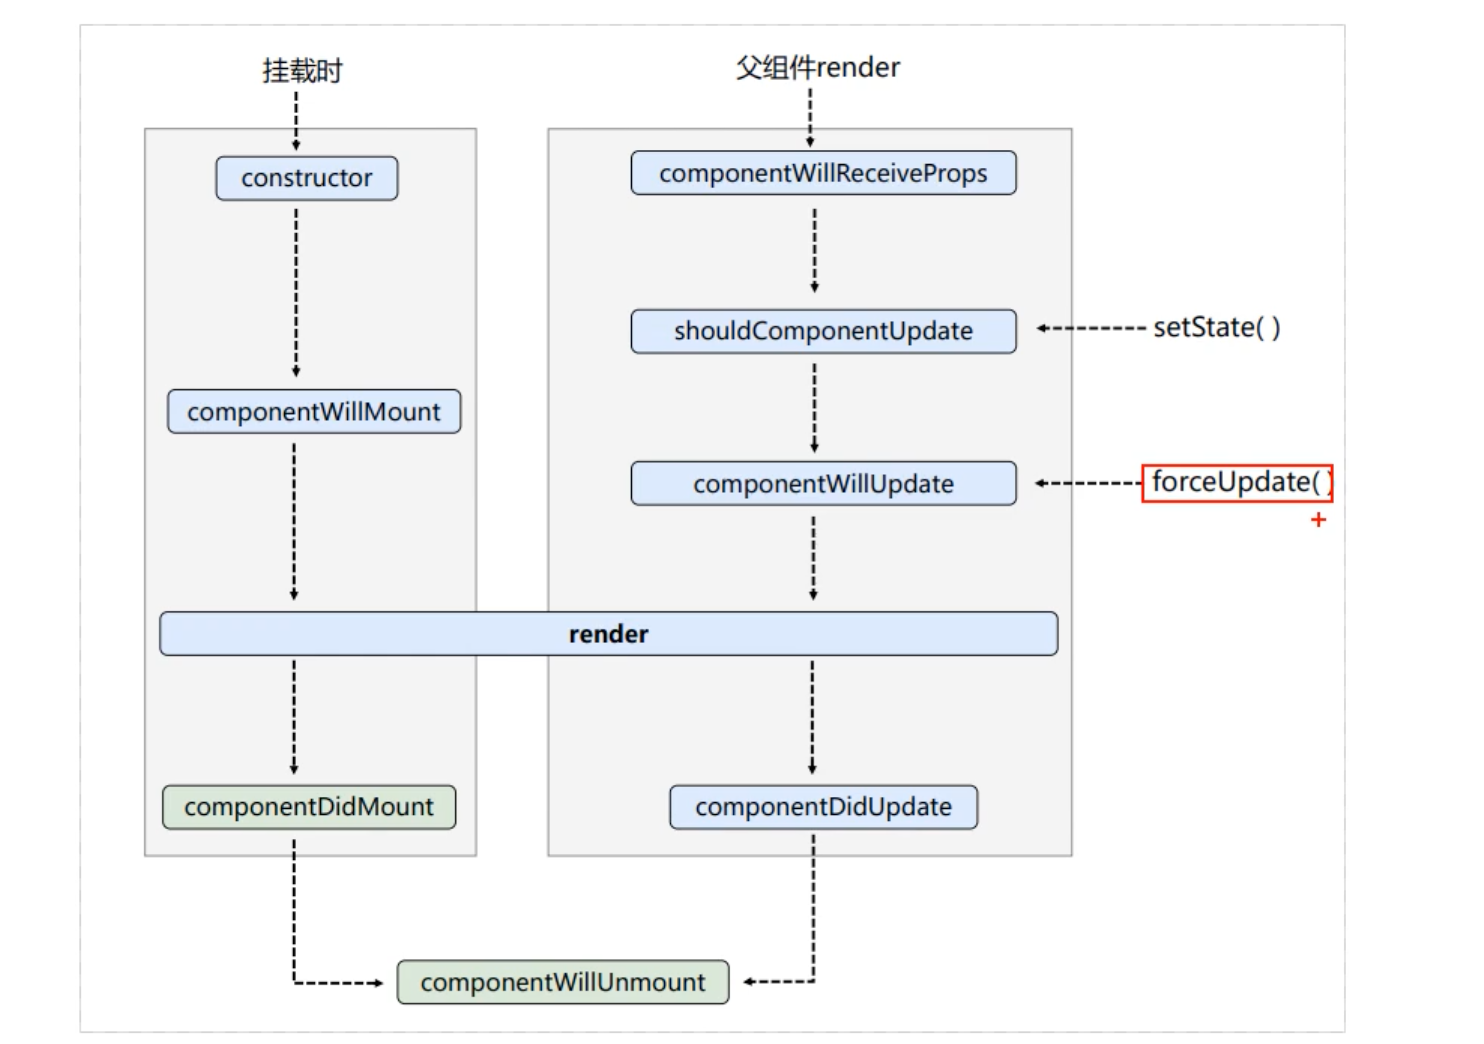 挂载时
父组件render
constructor
componentWillReceiveProps
shouldComponentUpdate
setState( )
componentWillMount
componentWillUpdate
forceUpdate( )
render
componentDidMount
componentDidUpdate
componentWillUnmount